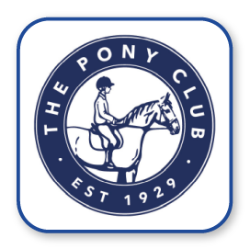 THE PONY CLUB
· EST 1929 ·